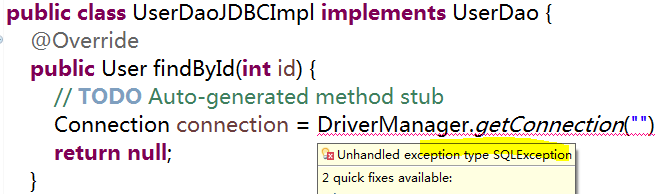 public class UserDaoJDBCImpl implements UserDao {
@Override
public User findById(int id) {
// TODO Auto-generated method stub
Connection connection = DriverManager.getConnection("")
return null;
Unhandled exception type SQLException
2 quick fixes available:
}